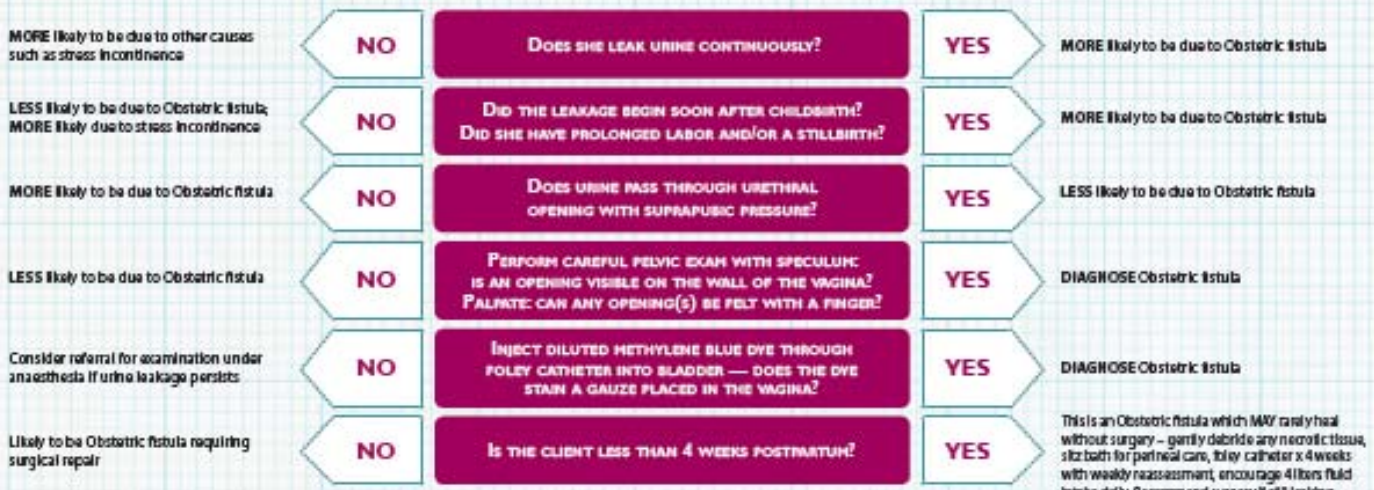 MORE likely to be due to other causes
such as stress incontinence
NO
DOES SHE LEAK URINE CONTINUOUSLY?
YES
MORE likely to be due to Obstetric fistula
LESS likely to be due to Obstetric fistula;
MORE likely due to stress incontinence
NO
DID THE LEAKAGE BEGIN SOON AFTER CHILDBIRTH?
DID SHE HAVE PROLONGED LABOR AND/OR A STILLBIRTH?
YES
MORE likely to be due to Obstetric fistula
MORE likely to be due to Obstetric fistula
NO
DOES URINE PASS THROUGH URETHRAL
OPENING WITH SUPRAPUBIC PRESSURE?
YES
LESS likely to be due to Obstetric fistula
LESS likely to be due to Obstetric fistula
NO
PERFORM CAREFUL PELVIC EXAM WITH SPECULUM:
IS AN OPENING VISIBLE ON THE WALL OF THE VAGINA?
PALPATE: CAN ANY OPENING(S) BE FELT WITH A FINGER?
YES
DIAGNOSE Obstetric fistula
Consider referral for examination under
anaesthesia if urine leakage persists
NO
INJECT DILUTED METHYLENE BLUE DYE THROUGH
FOLEY CATHETER INTO BLADDER — DOES THE DYE
STAIN A GAUZE PLACED IN THE VAGINA?
YES
DIAGNOSE Obstetric fistula
Likely to be Obstetric fistula requiring
surgical repair
NO
IS THE CLIENT LESS THAN 4 WEEKS POSTPARTUM?
YES
This is an Obstetric fistula which MAY rarely heal
without surgery – gently debride any necrotic tissue,
sitz bath for perineal care, foley catheter x 4 weeks
with weekly reassessment, encourage 4 liters fluid